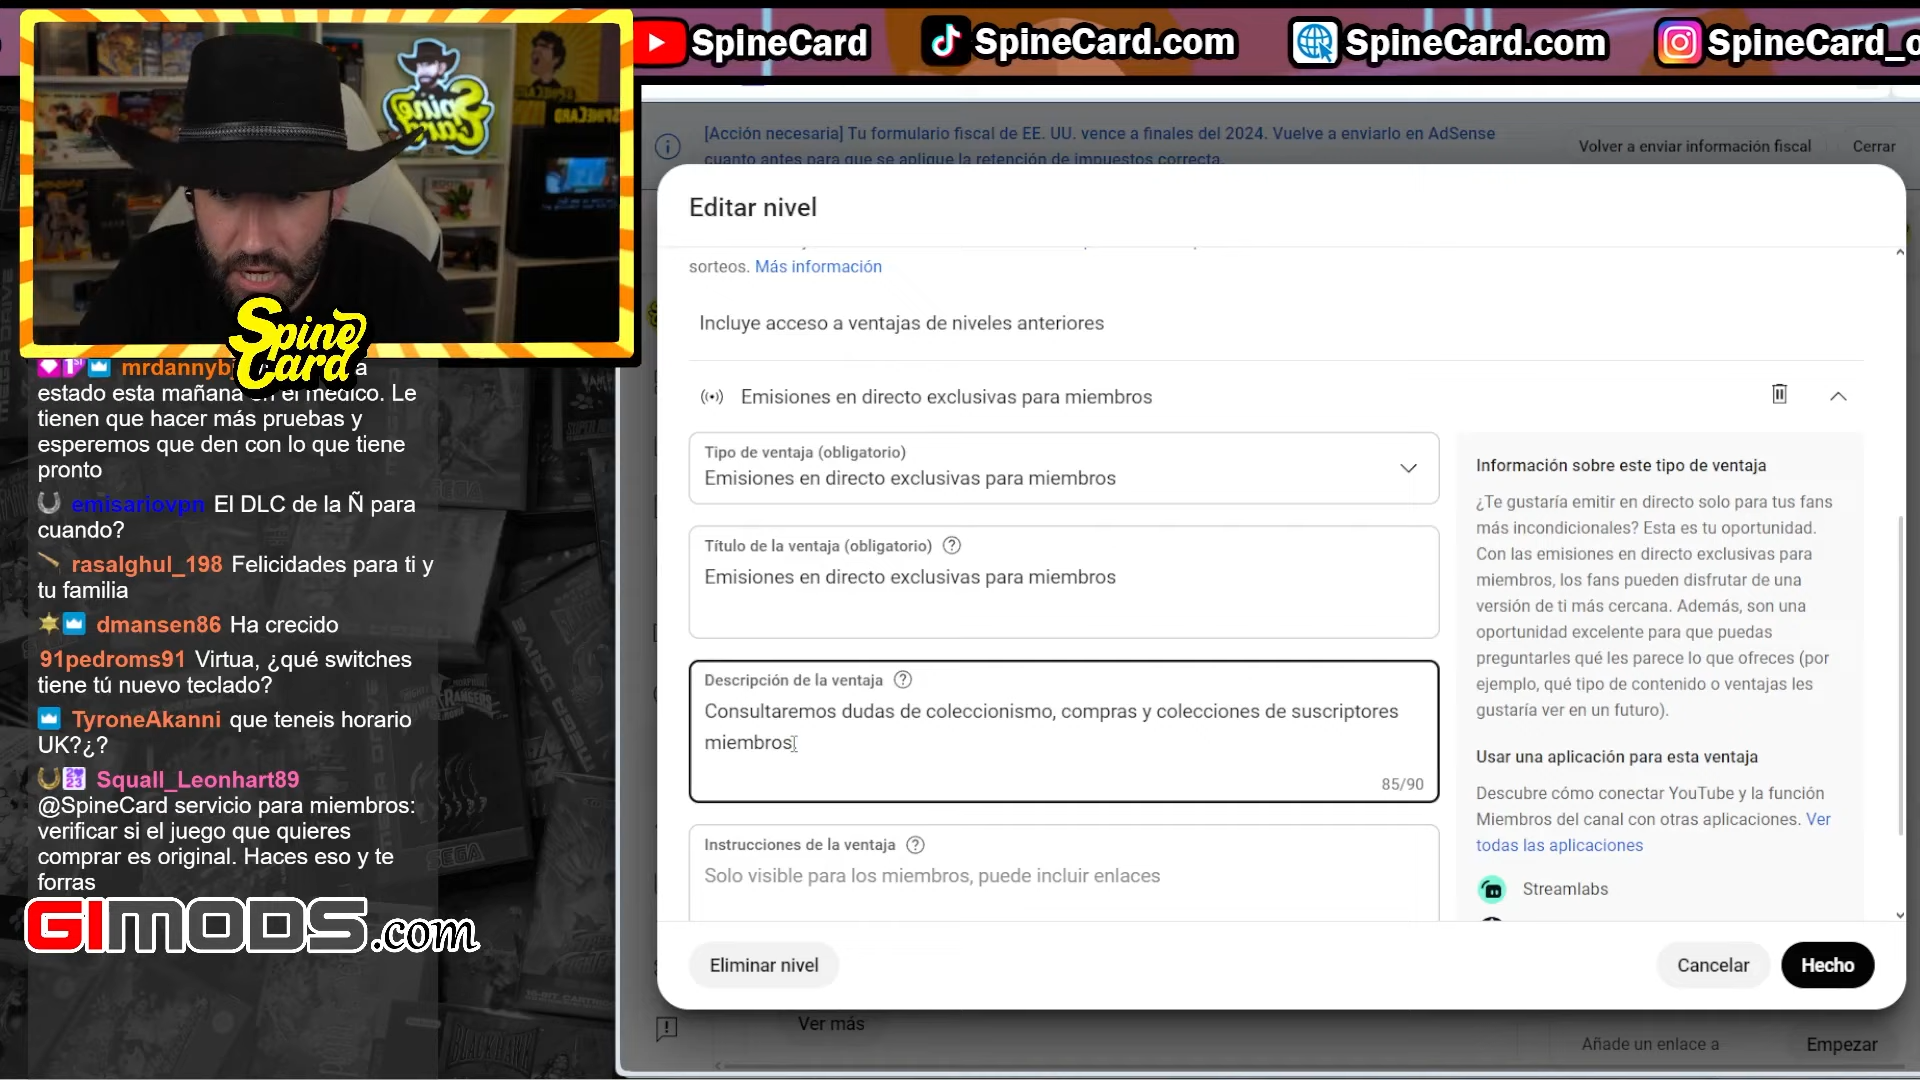 SpineCard
SpineCard.com
SpineCard.com
SpineCard_o
[Acción necesaria] Tu formulario fiscal de EE. UU. vence a finales del 2024. Vuelve a enviarlo en AdSense
cuanto antes para que se aplique la retención de impuestos correcta.
Volver a enviar información fiscal
Cerrar
Editar nivel
sorteos. Más información
Incluye acceso a ventajas de niveles anteriores
Emisiones en directo exclusivas para miembros
Tipo de ventaja (obligatorio)
Emisiones en directo exclusivas para miembros
Título de la ventaja (obligatorio)
Emisiones en directo exclusivas para miembros
Descripción de la ventaja
Consultaremos dudas de coleccionismo, compras y colecciones de suscriptores
miembros
85/90
Instrucciones de la ventaja
Solo visible para los miembros, puede incluir enlaces
Información sobre este tipo de ventaja
¿Te gustaría emitir en directo solo para tus fans
más incondicionales? Esta es tu oportunidad.
Con las emisiones en directo exclusivas para
miembros, los fans pueden disfrutar de una
versión de ti más cercana. Además, son una
oportunidad excelente para que puedas
preguntarles qué les parece lo que ofreces (por
ejemplo, qué tipo de contenido o ventajas les
gustaría ver en un futuro).
Usar una aplicación para esta ventaja
Descubre cómo conectar YouTube y la función
Miembros del canal con otras aplicaciones. Ver
todas las aplicaciones
Streamlabs
Eliminar nivel
Cancelar
Hecho
Ver más
Añade un enlace a
Empezar
Spine
Card
a
estado esta mañana en el médico. Le
tienen que hacer más pruebas y
esperemos que den con lo que tiene
pronto
emisariovpn El DLC de la Ñ para
cuando?
rasalghul_198 Felicidades para ti y
tu familia
dmansen86 Ha crecido
91pedroms91 Virtua, ¿qué switches
tiene tú nuevo teclado?
TyroneAkanni que teneis horario
UK?¿?
Squall_Leonhart89
@SpineCard servicio para miembros:
verificar si el juego que quieres
comprar es original. Haces eso y te
forras
GIMODS.com